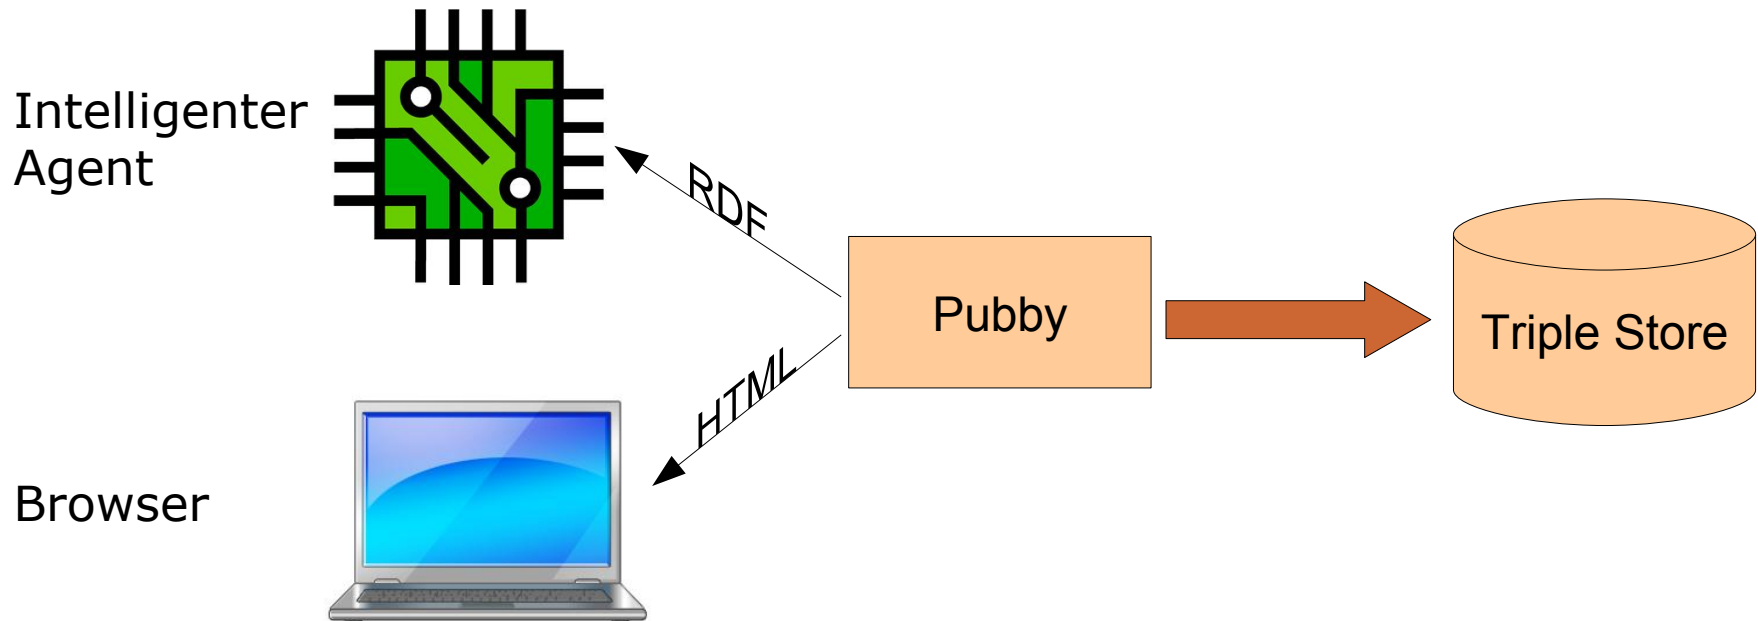 Intelligenter
Agent
RDF
Pubby
Triple Store
HTML
Browser